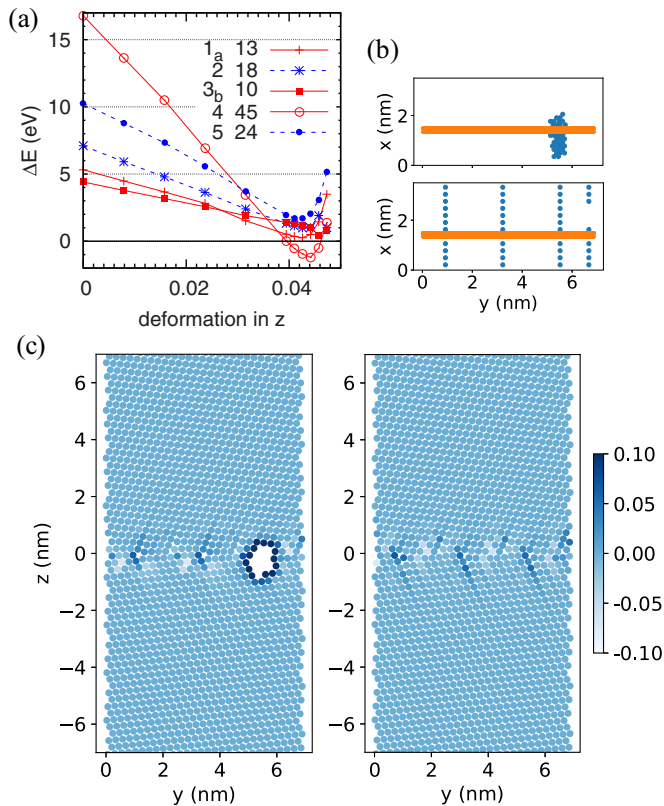 (a)
15
10
5
0
ΔE (eV)
1a 13
2 18
3b 10
4 45
5 24
0 0.02 0.04
deformation in z
(b)
x (nm)
2
0
x (nm)
2
0
0 2 4 6
y (nm)
(c)
z (nm)
6
4
2
0
−2
−4
−6
0 2 4 6
y (nm)
6
4
2
0
−2
−4
−6
0 2 4 6
y (nm)
0.10
0.05
0.00
−0.05
−0.10